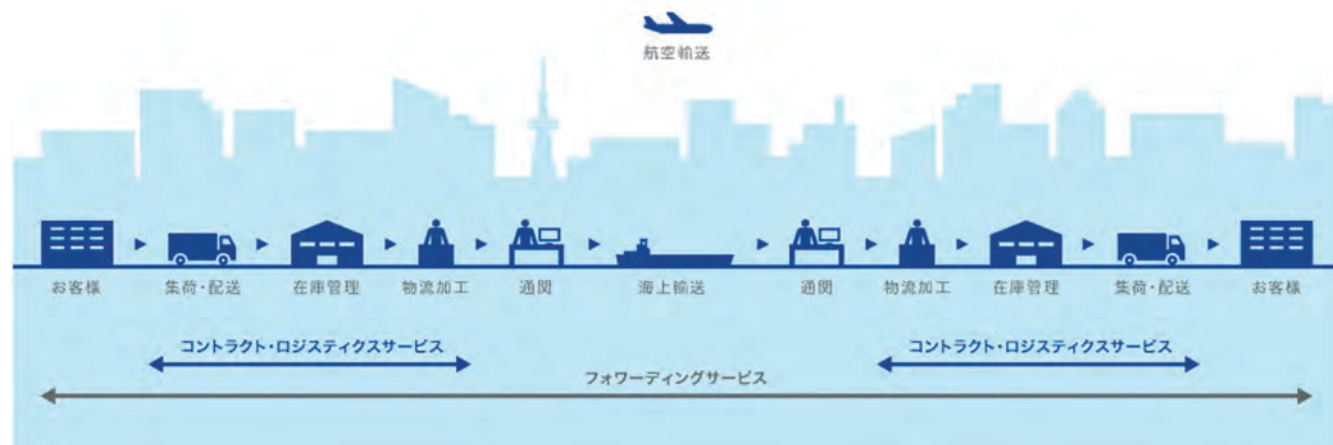 航空輸送
お客様
集荷・配送
在庫管理
物流加工
通関
海上輸送
通関
物流加工
在庫管理
集荷・配送
お客様
コントラクト・ロジスティクスサービス
コントラクト・ロジスティクスサービス
フォワーディングサービス